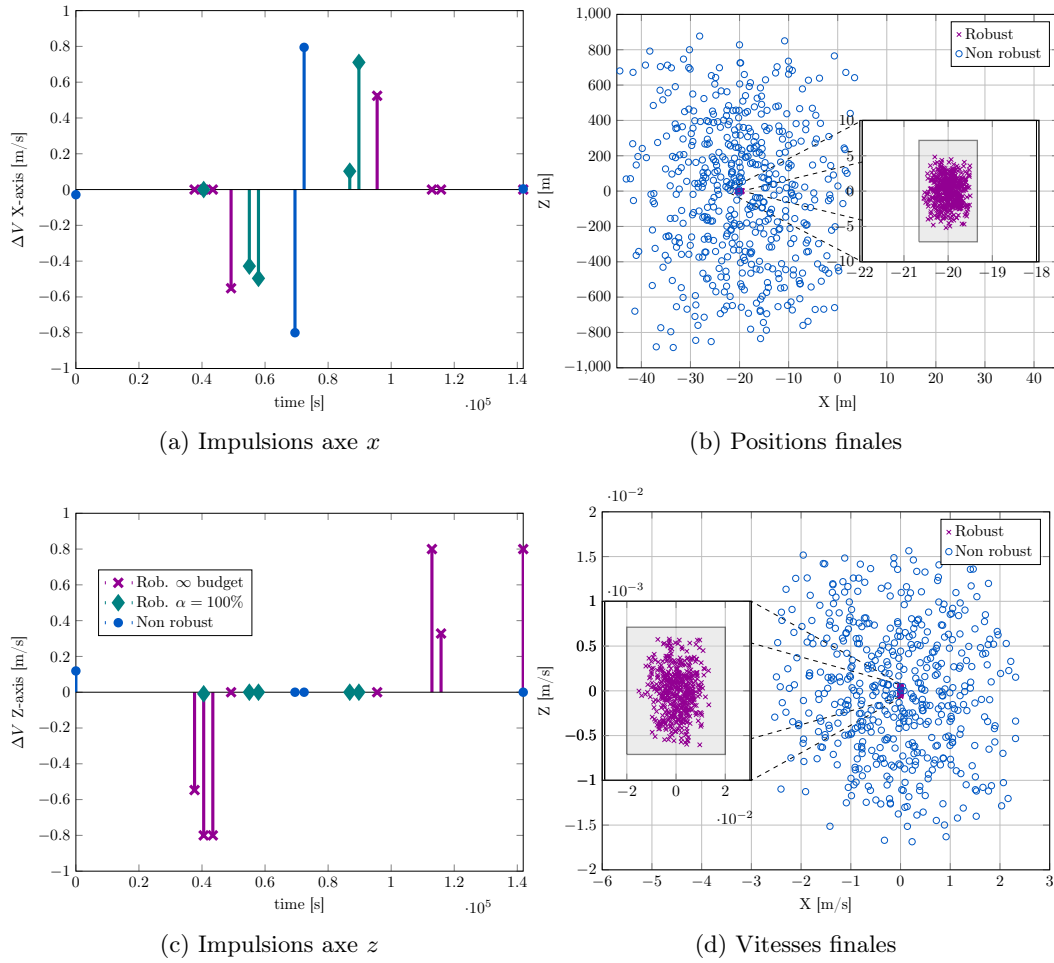 1
0.8
0.6
0.4
0.2
0
−0.2
−0.4
−0.6
−0.8
−1
ΔV X-axis [m/s]
0 0.2 0.4 0.6 0.8 1 1.2 1.4
·10⁵
time [s]
(a) Impulsions axe x
1,000
800
600
400
200
0
−200
−400
−600
−800
−1,000
Z [m]
Robust
Non robust
10
5
0
−5
−10
−22 −21 −20 −19 −18
−40 −30 −20 −10 0 10 20 30 40
X [m]
(b) Positions finales
1
0.8
0.6
0.4
0.2
0
−0.2
−0.4
−0.6
−0.8
−1
ΔV Z-axis [m/s]
Rob. ∞ budget
Rob. α = 100%
Non robust
0 0.2 0.4 0.6 0.8 1 1.2 1.4
·10⁵
time [s]
(c) Impulsions axe z
·10⁻²
2
1.5
1
0.5
0
−0.5
−1
−1.5
−2
Z [m/s]
Robust
Non robust
·10⁻³
1
0.5
0
−0.5
−1
−2 0 2
·10⁻²
−6 −5 −4 −3 −2 −1 0 1 2 3
X [m/s]
(d) Vitesses finales